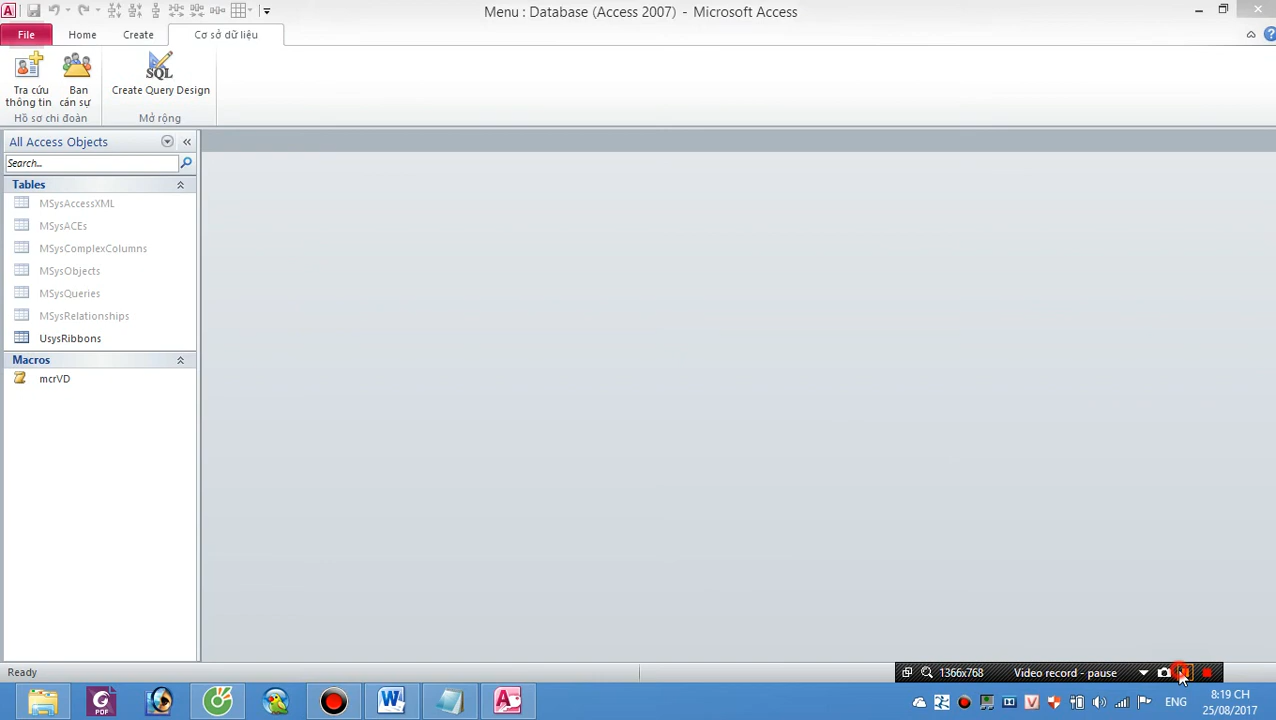 Menu : Database (Access 2007) - Microsoft Access
File Home Create Cơ sở dữ liệu
Tra cứu thông tin
Ban cán sự
SQL
Create Query Design
Hồ sơ chi đoàn
Mở rộng
All Access Objects
Search...
Tables
MSysAccessXML
MSysACEs
MSysComplexColumns
MSysObjects
MSysQueries
MSysRelationships
UsysRibbons
Macros
mcrVD
Ready
1366x768 Video record - pause
PDF
ENG
8:19 CH
25/08/2017